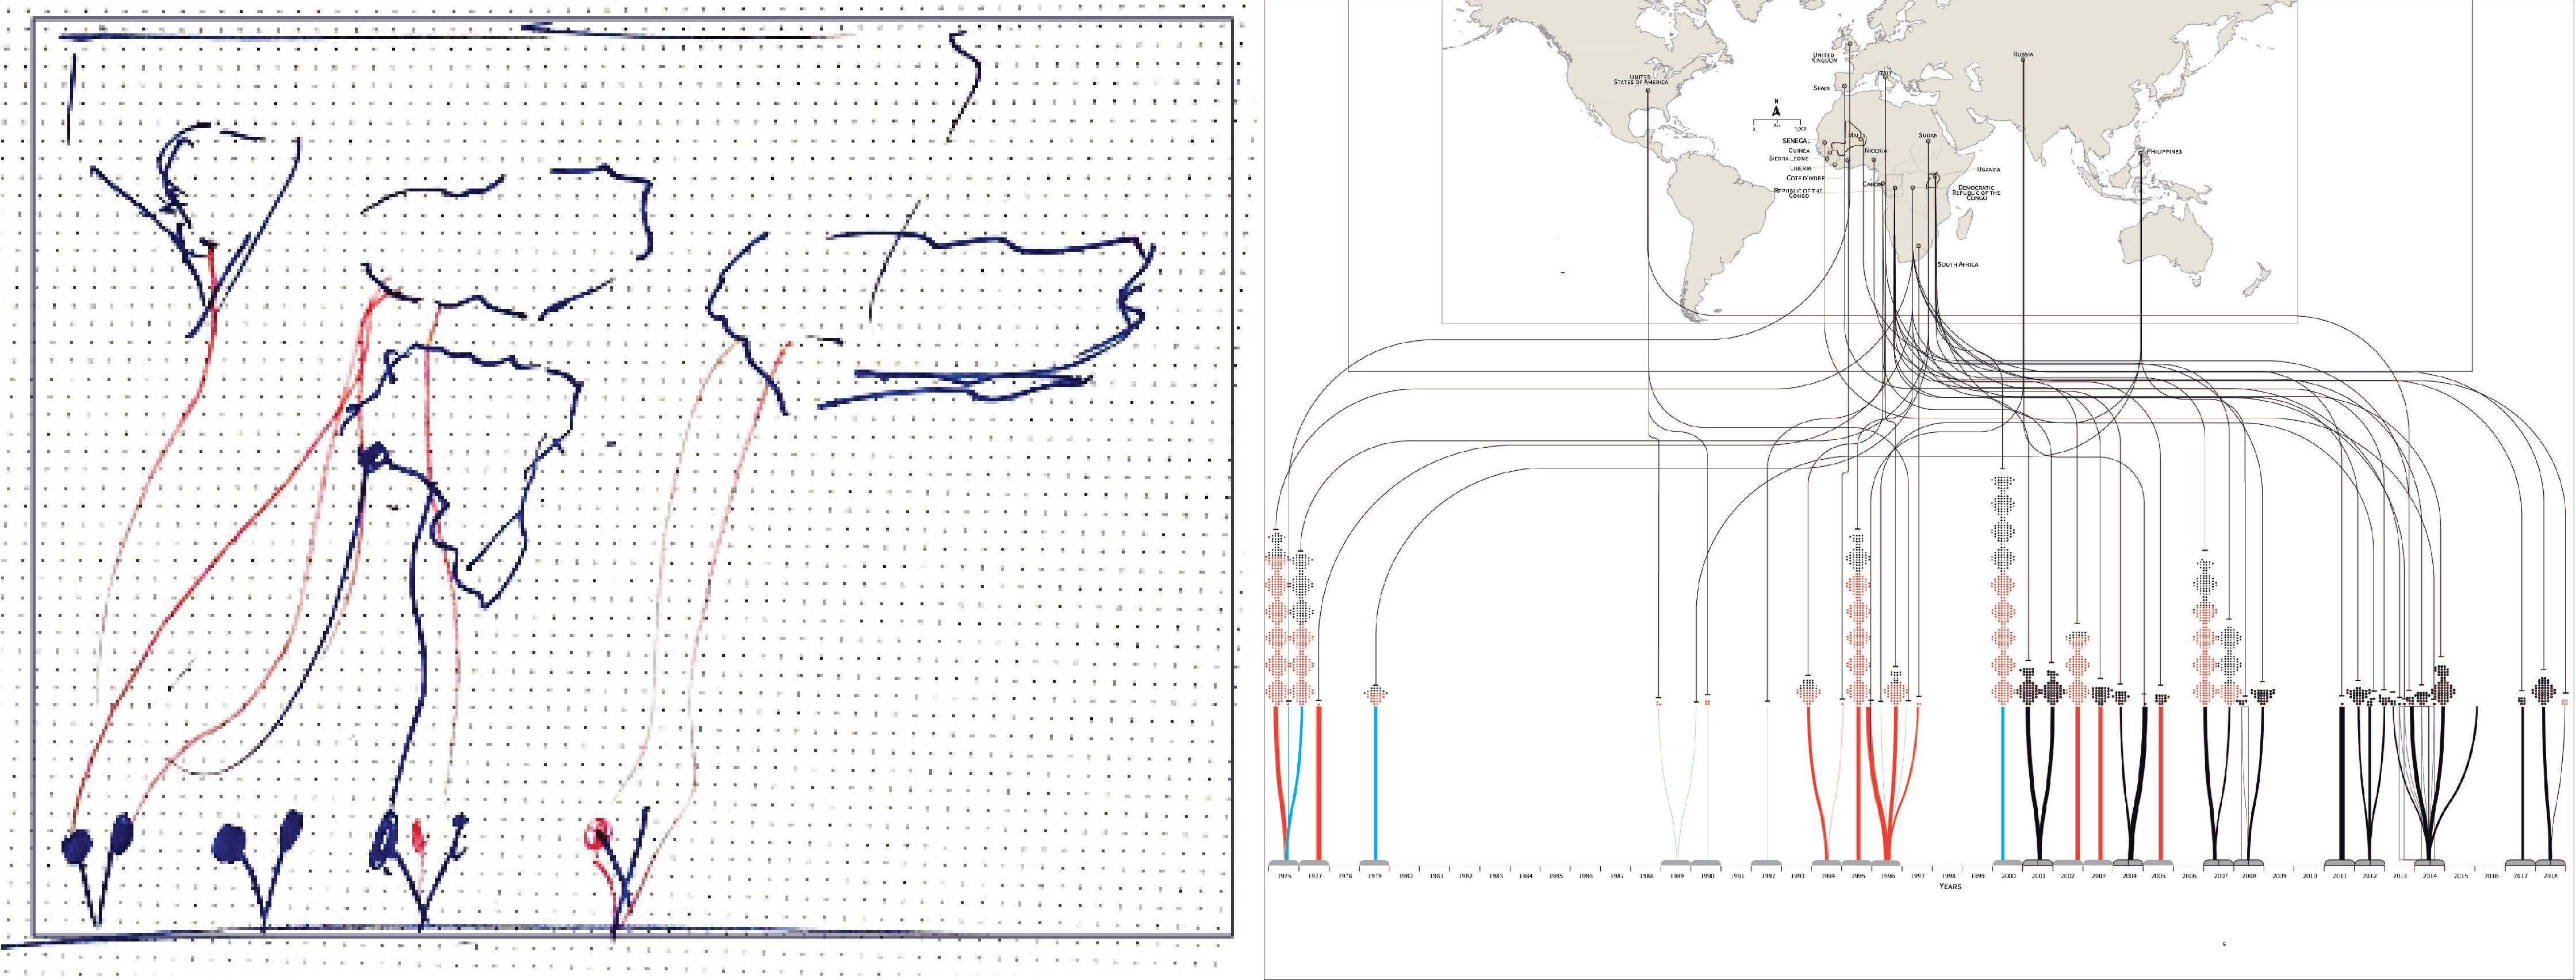 UNITED
KINGDOM
RUSSIA
ITALY
UNITED
STATES OF AMERICA
SPAIN
N
Km
0 1,000
MALI
SUDAN
SENEGAL
GUINEA
NIGERIA
PHILIPPINES
SIERRA LEONE
LIBERIA
UGANDA
COTE D'IVORE
GABON
REPUBLIC OF THE
CONGO
DEMOCRATIC
REPUBLIC OF THE
CONGO
SOUTH AFRICA
1976 1977 1978 1979 1980 1981 1982 1983 1984 1985 1985 1987 1988 1989 1990 1951 1992 1993 1994 1995 1996 1997 1998 1999 2000 2001 2002 2003 2004 2005 2006 2007 2008 2009 2010 2011 2012 2013 2014 2015 2016 2017 2018
YEARS